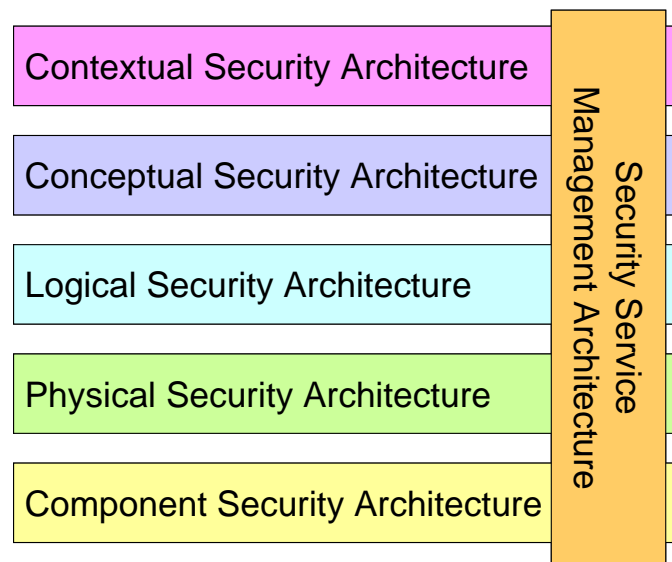 Contextual Security Architecture
Conceptual Security Architecture
Logical Security Architecture
Physical Security Architecture
Component Security Architecture
Security Service
Management Architecture